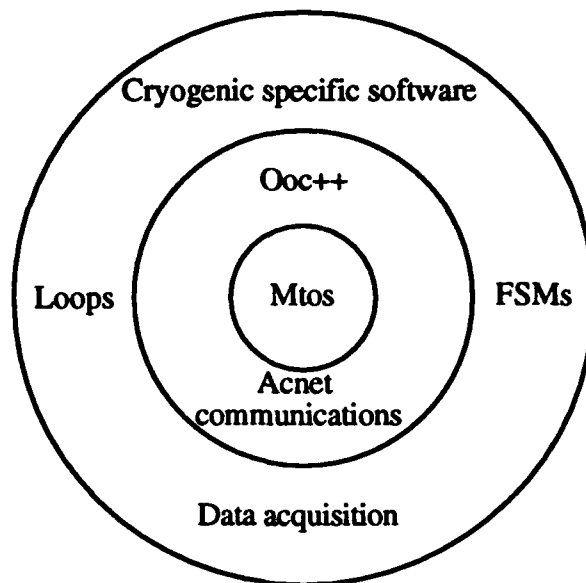 Cryogenic specific software
Ooc++
Loops
Mtos
FSMs
Acnet
communications
Data acquisition